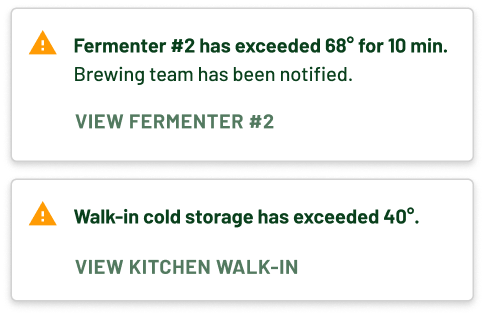 Fermenter #2 has exceeded 68° for 10 min.
Brewing team has been notified.
VIEW FERMENTER #2
Walk-in cold storage has exceeded 40°.
VIEW KITCHEN WALK-IN